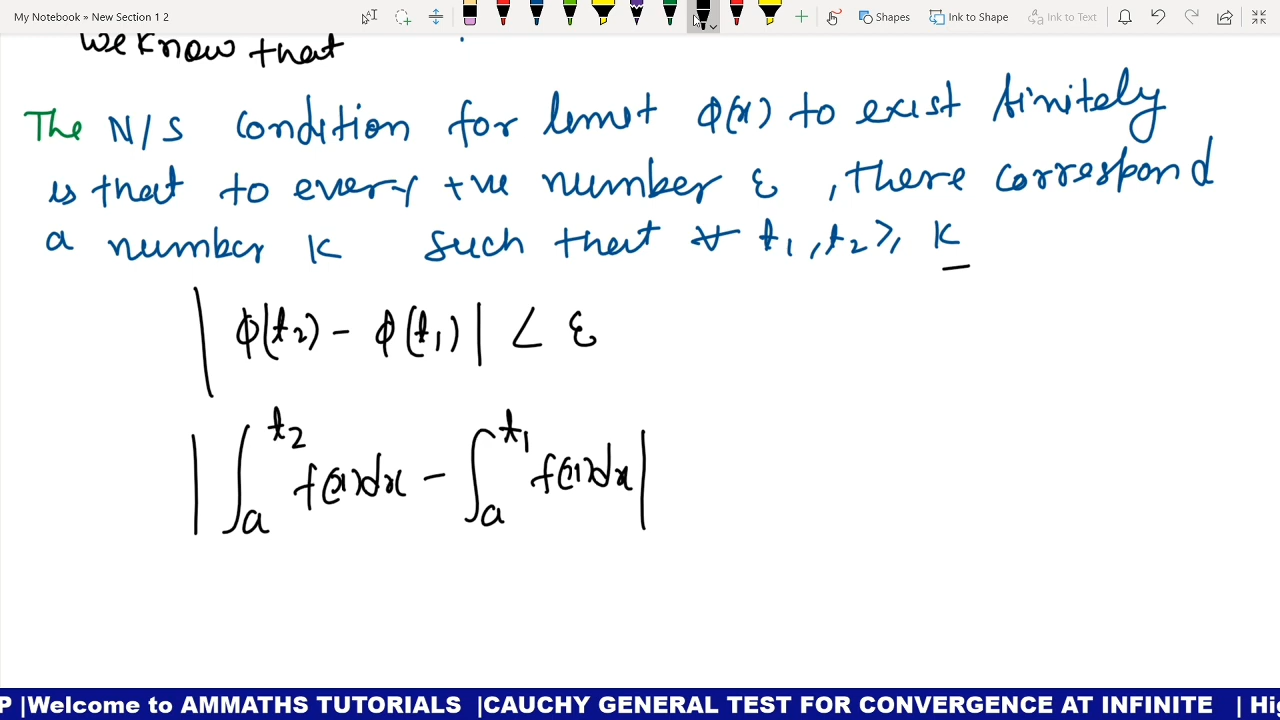 My Notebook » New Section 1 2
Shapes Ink to Shape Ink to Text
we know that
The N/S condition for limit φ(x) to exist finitely
is that to every +ve number ε , there correspond
a number K such that ∀ t₁ , t₂ ≥ K
| φ(t₂) - φ(t₁) | < ε
| ∫ₐ^t₂ f(x)dx - ∫ₐ^t₁ f(x)dx |
P |Welcome to AMMATHS TUTORIALS |CAUCHY GENERAL TEST FOR CONVERGENCE AT INFINITE | Hi